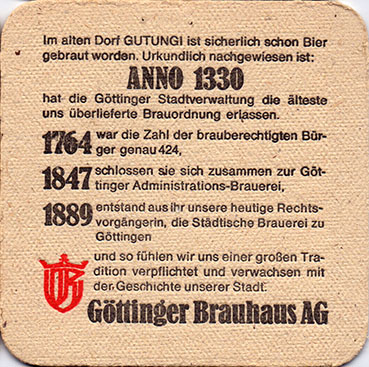 Im alten Dorf GUTUNGI ist sicherlich schon Bier
gebraut worden. Urkundlich nachgewiesen ist:
ANNO 1330
hat die Göttinger Stadtverwaltung die älteste
uns überlieferte Brauordnung erlassen.
1764 war die Zahl der brauberechtigten Bür-
ger genau 424,
1847 schlossen sie sich zusammen zur Göt-
tinger Administrations-Brauerei,
1889 entstand aus ihr unsere heutige Rechts-
vorgängerin, die Städtische Brauerei zu
Göttingen
und so fühlen wir uns einer großen Tra-
dition verpflichtet und verwachsen mit
der Geschichte unserer Stadt.
Göttinger Brauhaus AG